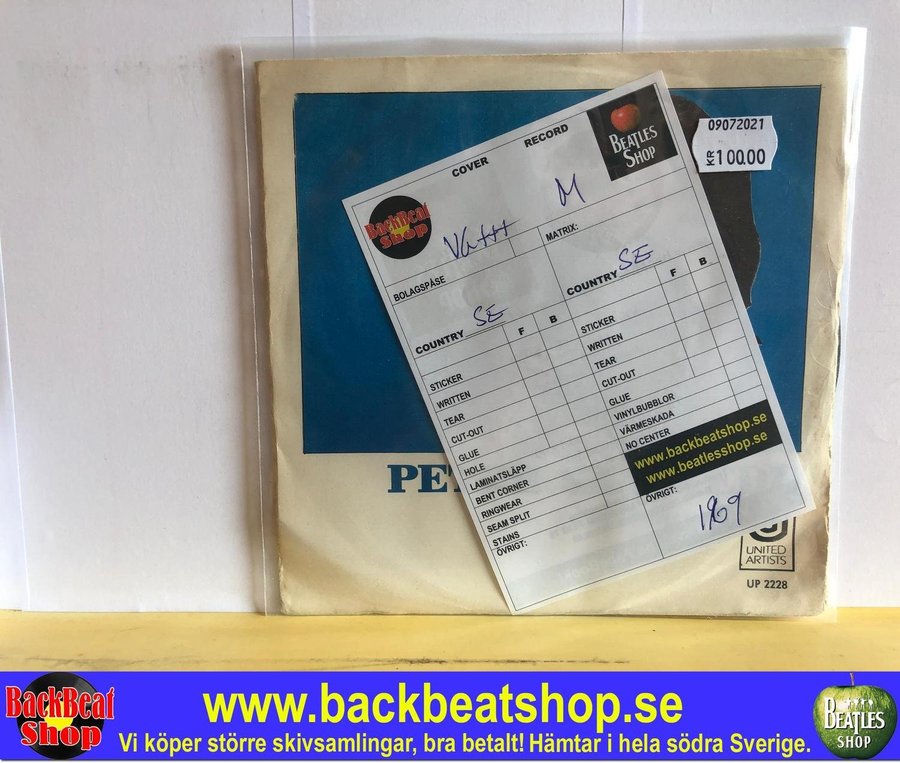 09072021
KR 100.00
COVER RECORD
BEATLES
SHOP
BackBeat
Shop
VG+++ M
BOLAGSPÅSE MATRIX:
COUNTRY SE F B
STICKER
WRITTEN
TEAR
CUT-OUT
GLUE
HOLE
LAMINATSLÄPP
BENT CORNER
RINGWEAR
SEAM SPLIT
STAINS
ÖVRIGT:
COUNTRY SE F B
STICKER
WRITTEN
TEAR
CUT-OUT
GLUE
VINYLBUBBLOR
VÄRMESKADA
NO CENTER
www.backbeatshop.se
www.beatlesshop.se
ÖVRIGT:
1969
UNITED
ARTISTS
UP 2228
BackBeat
Shop
www.backbeatshop.se
Vi köper större skivsamlingar, bra betalt! Hämtar i hela södra Sverige.
BEATLES
SHOP